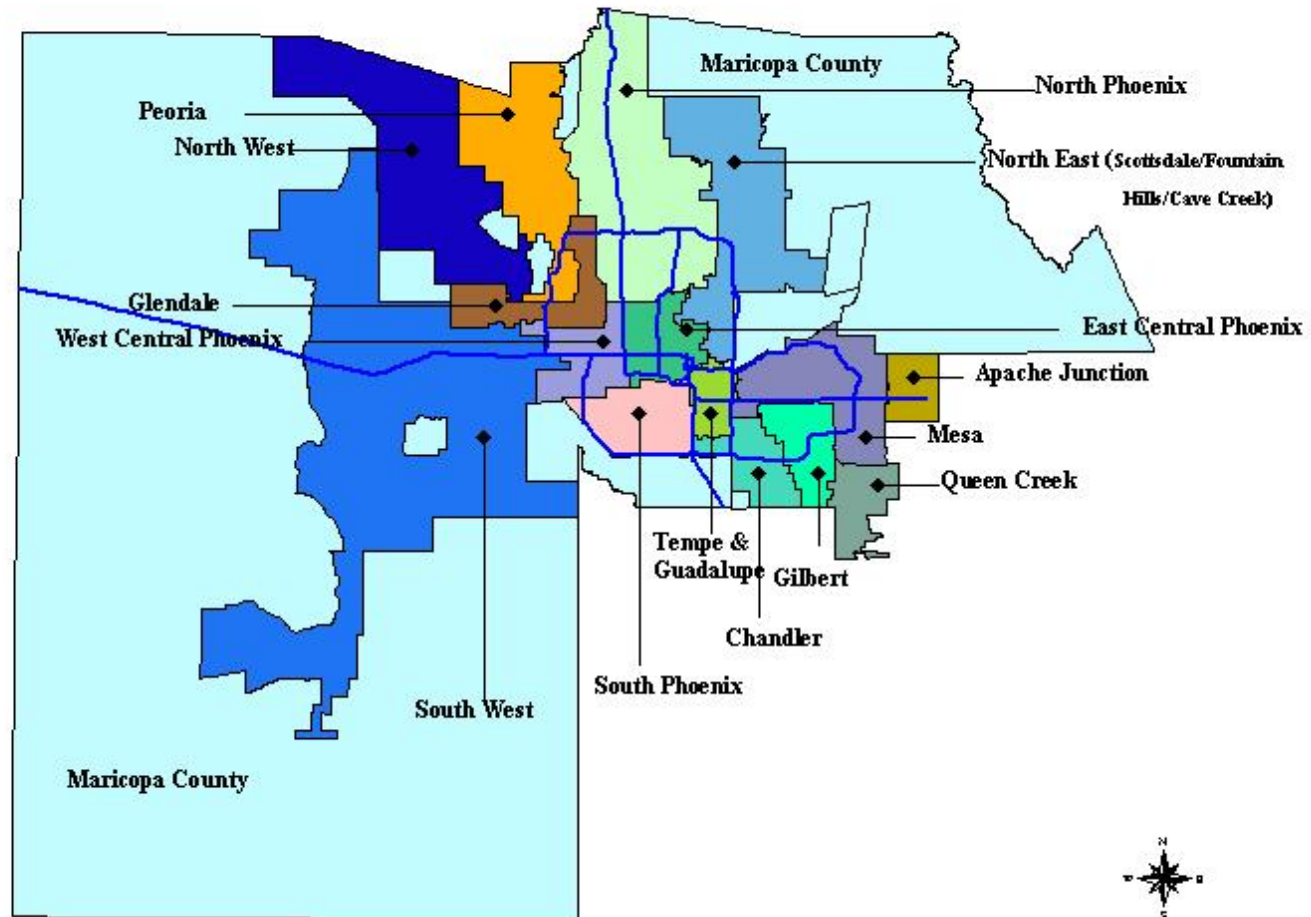 Maricopa County
North Phoenix
Peoria
North West
North East (Scottsdale/Fountain
Hills/Cave Creek)
Glendale
West Central Phoenix
East Central Phoenix
Apache Junction
Mesa
Queen Creek
Tempe &
Guadalupe
Gilbert
Chandler
South Phoenix
South West
Maricopa County
N
S